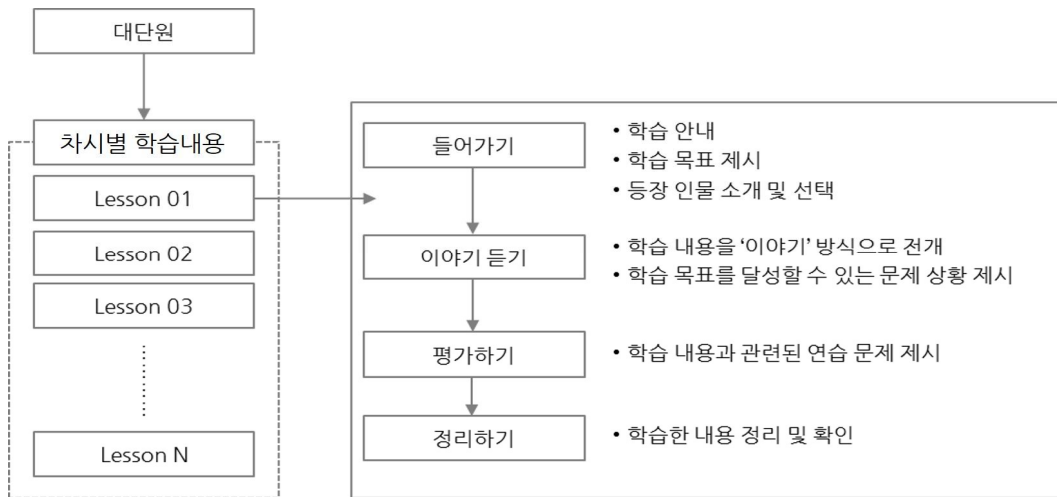 대단원
차시별 학습내용
Lesson 01
Lesson 02
Lesson 03
Lesson N
들어가기
• 학습 안내
• 학습 목표 제시
• 등장 인물 소개 및 선택
이야기 듣기
• 학습 내용을 ‘이야기’ 방식으로 전개
• 학습 목표를 달성할 수 있는 문제 상황 제시
평가하기
• 학습 내용과 관련된 연습 문제 제시
정리하기
• 학습한 내용 정리 및 확인